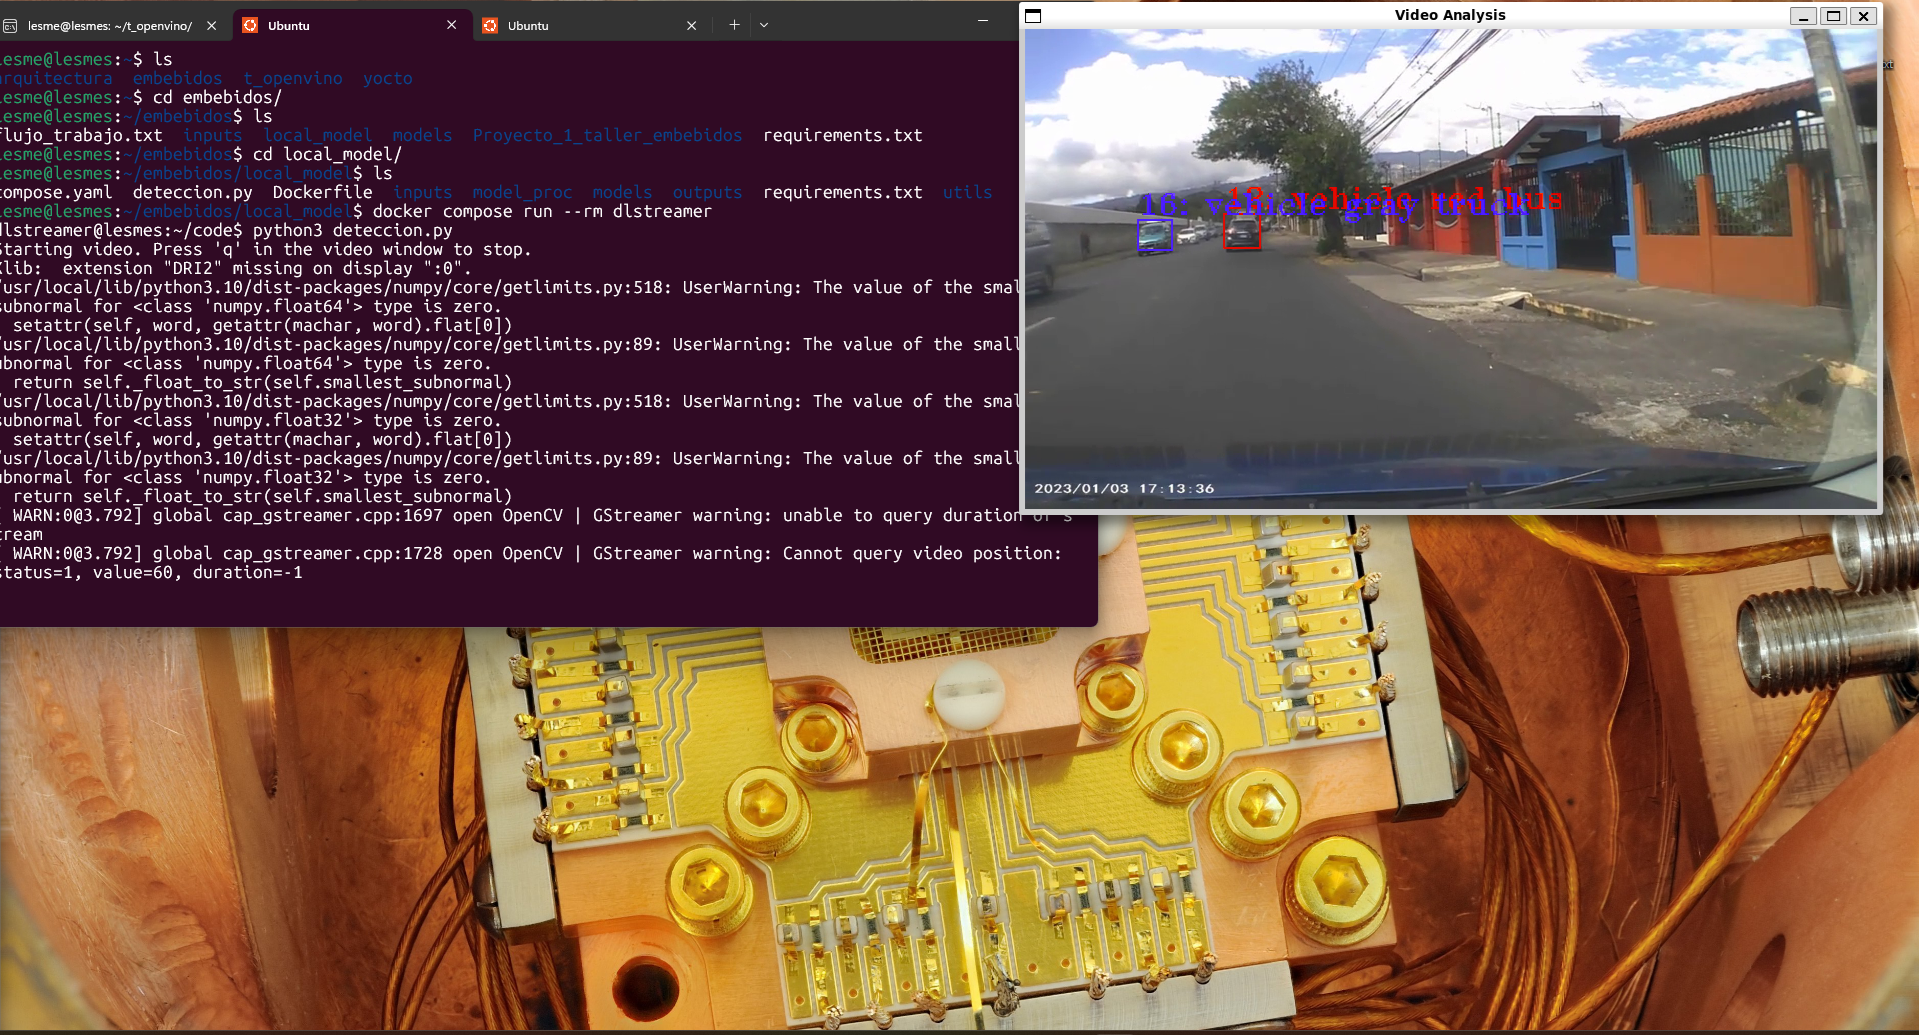 lesme@lesmes: ~/t_openvino/
Ubuntu
Ubuntu
esme@lesmes:~$ ls
arquitectura  embebidos  t_openvino  yocto
esme@lesmes:~$ cd embebidos/
esme@lesmes:~/embebidos$ ls
flujo_trabajo.txt  inputs  local_model  models  Proyecto_1_taller_embebidos  requirements.txt
esme@lesmes:~/embebidos$ cd local_model/
esme@lesmes:~/embebidos/local_model$ ls
compose.yaml  deteccion.py  Dockerfile  inputs  model_proc  models  outputs  requirements.txt  utils
esme@lesmes:~/embebidos/local_model$ docker compose run --rm dlstreamer
dlstreamer@lesmes:~/code$ python3 deteccion.py
Starting video. Press 'q' in the video window to stop.
Xlib:  extension "DRI2" missing on display ":0".
/usr/local/lib/python3.10/dist-packages/numpy/core/getlimits.py:518: UserWarning: The value of the smal
subnormal for <class 'numpy.float64'> type is zero.
setattr(self, word, getattr(machar, word).flat[0])
/usr/local/lib/python3.10/dist-packages/numpy/core/getlimits.py:89: UserWarning: The value of the small
ubnormal for <class 'numpy.float64'> type is zero.
return self._float_to_str(self.smallest_subnormal)
/usr/local/lib/python3.10/dist-packages/numpy/core/getlimits.py:518: UserWarning: The value of the smal
subnormal for <class 'numpy.float32'> type is zero.
setattr(self, word, getattr(machar, word).flat[0])
/usr/local/lib/python3.10/dist-packages/numpy/core/getlimits.py:89: UserWarning: The value of the small
ubnormal for <class 'numpy.float32'> type is zero.
return self._float_to_str(self.smallest_subnormal)
[ WARN:0@3.792] global cap_gstreamer.cpp:1697 open OpenCV | GStreamer warning: unable to query duration of s
tream
[ WARN:0@3.792] global cap_gstreamer.cpp:1728 open OpenCV | GStreamer warning: Cannot query video position:
status=1, value=60, duration=-1
Video Analysis
16: vehicle gray truck
vehicle red bus
2023/01/03 17:13:36
xt